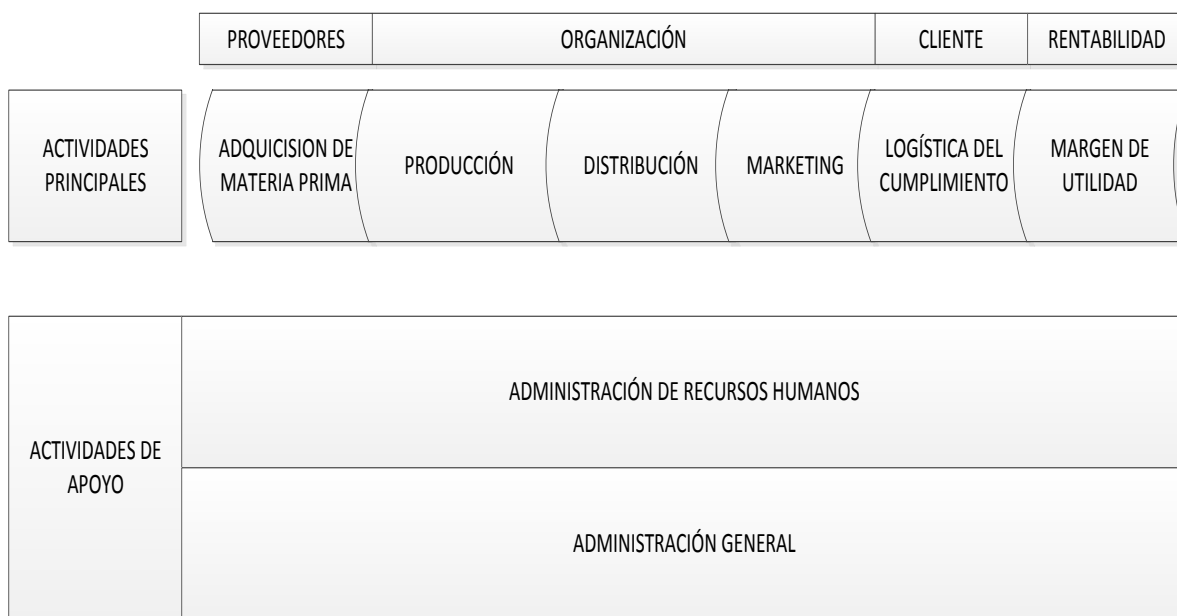 PROVEEDORES
ORGANIZACIÓN
CLIENTE
RENTABILIDAD
ACTIVIDADES
PRINCIPALES
ADQUICISION DE
MATERIA PRIMA
PRODUCCIÓN
DISTRIBUCIÓN
MARKETING
LOGÍSTICA DEL
CUMPLIMIENTO
MARGEN DE
UTILIDAD
ACTIVIDADES DE
APOYO
ADMINISTRACIÓN DE RECURSOS HUMANOS
ADMINISTRACIÓN GENERAL